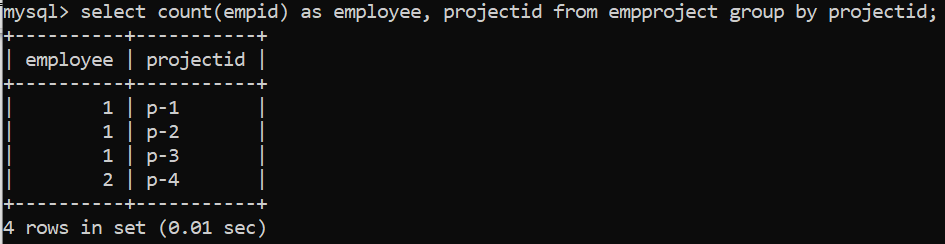 mysql> select count(empid) as employee, projectid from empproject group by projectid;
+----------+-----------+
| employee | projectid |
+----------+-----------+
|        1 | p-1       |
|        1 | p-2       |
|        1 | p-3       |
|        2 | p-4       |
+----------+-----------+
4 rows in set (0.01 sec)